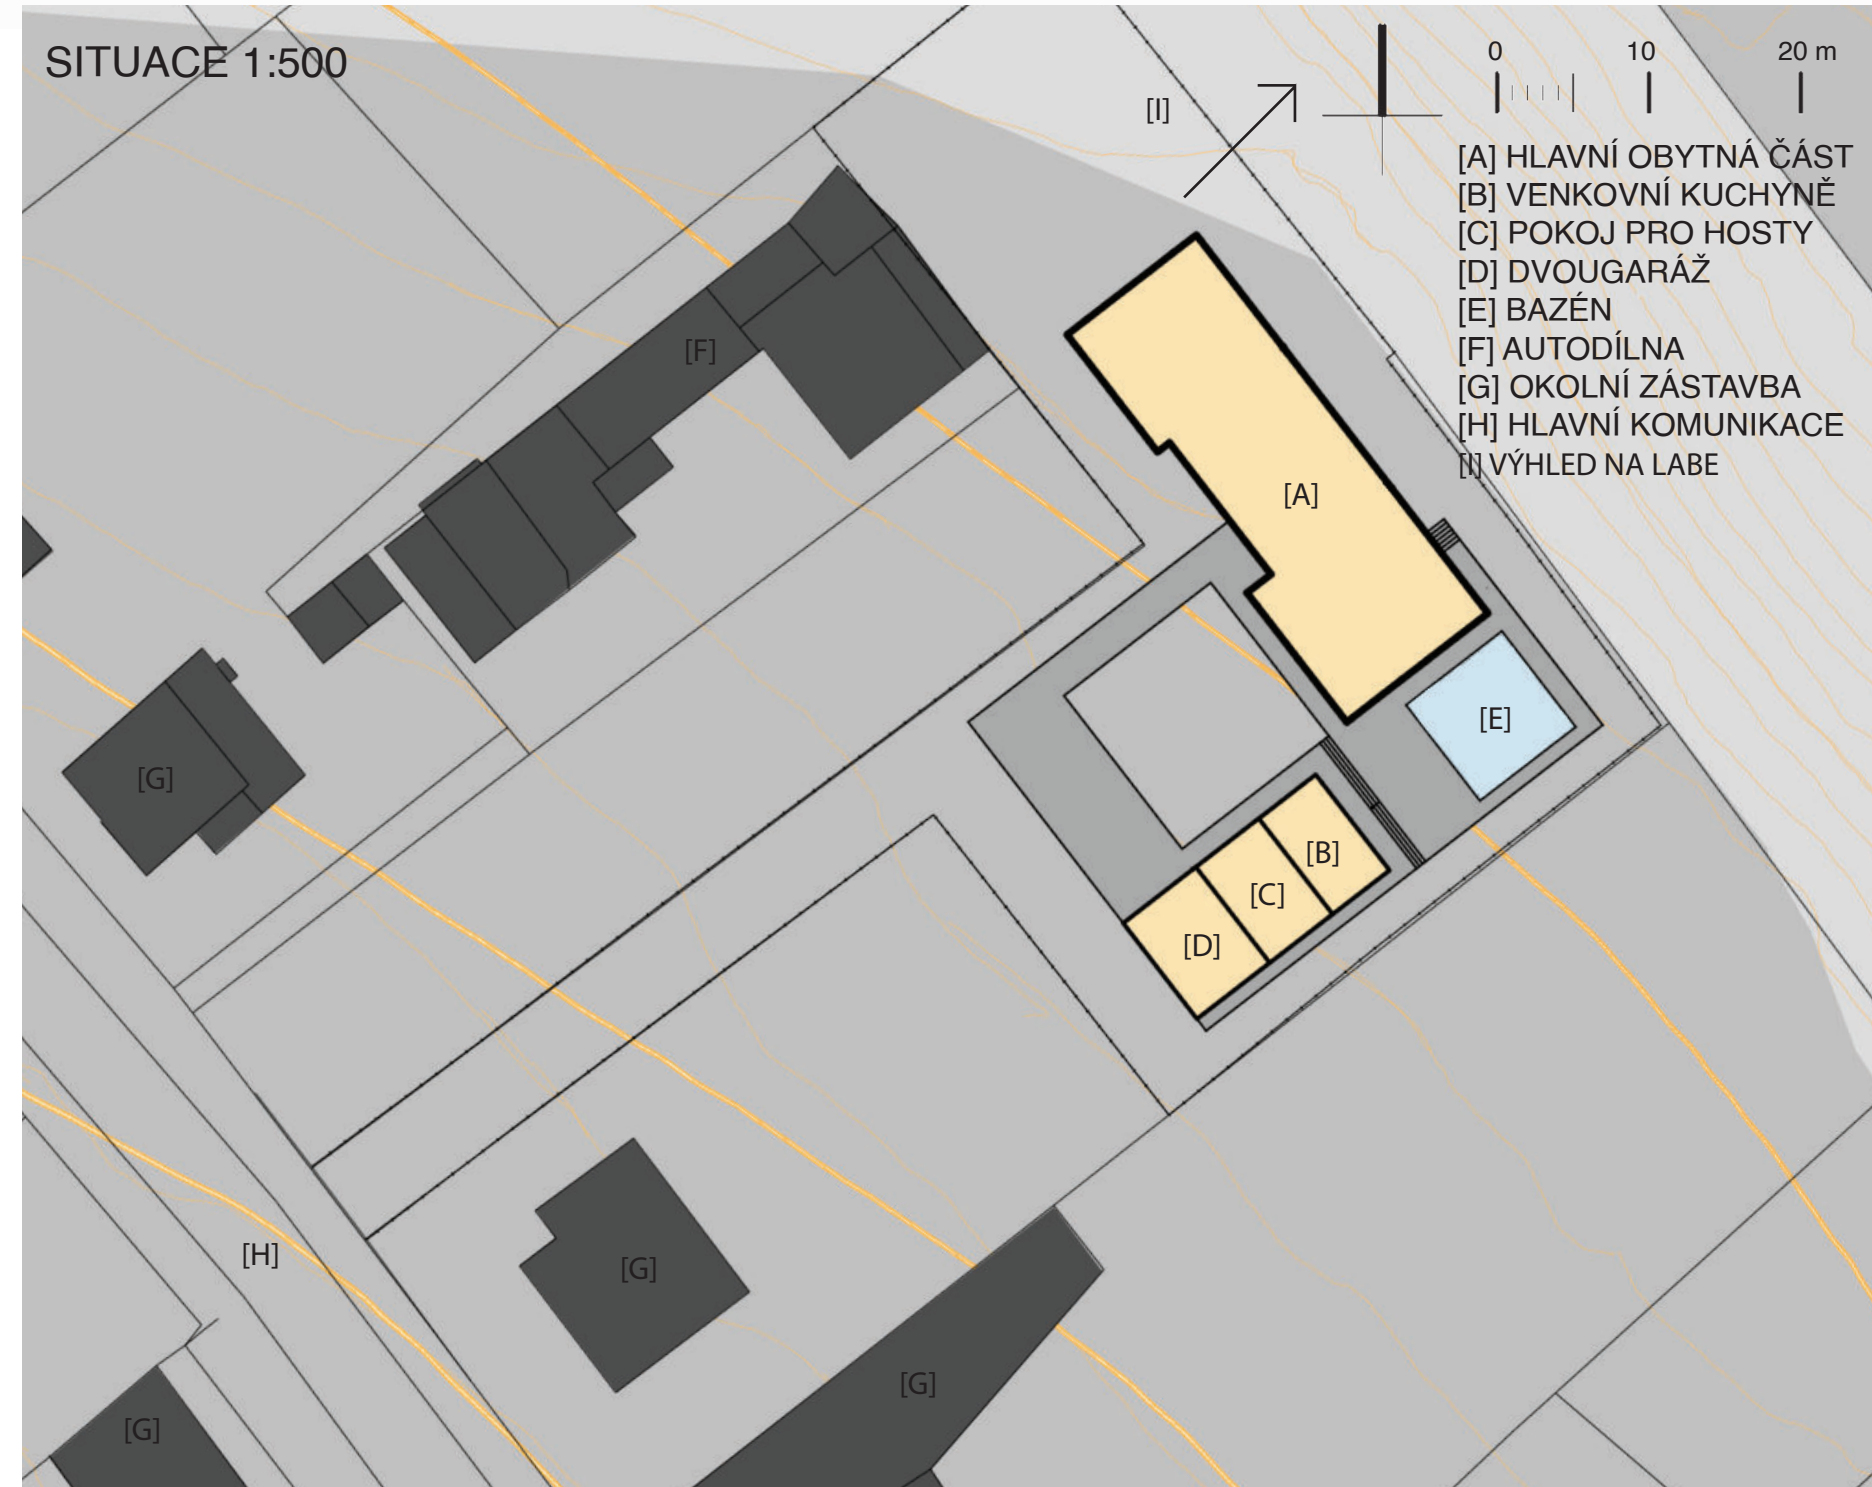 SITUACE 1:500
0 10 20 m
[I]
[A] HLAVNÍ OBYTNÁ ČÁST
[B] VENKOVNÍ KUCHYNĚ
[C] POKOJ PRO HOSTY
[D] DVOUGARÁŽ
[E] BAZÉN
[F] AUTODÍLNA
[G] OKOLNÍ ZÁSTAVBA
[H] HLAVNÍ KOMUNIKACE
[I] VÝHLED NA LABE
[F]
[A]
[E]
[G]
[B]
[C]
[D]
[H]
[G]
[G]
[G]